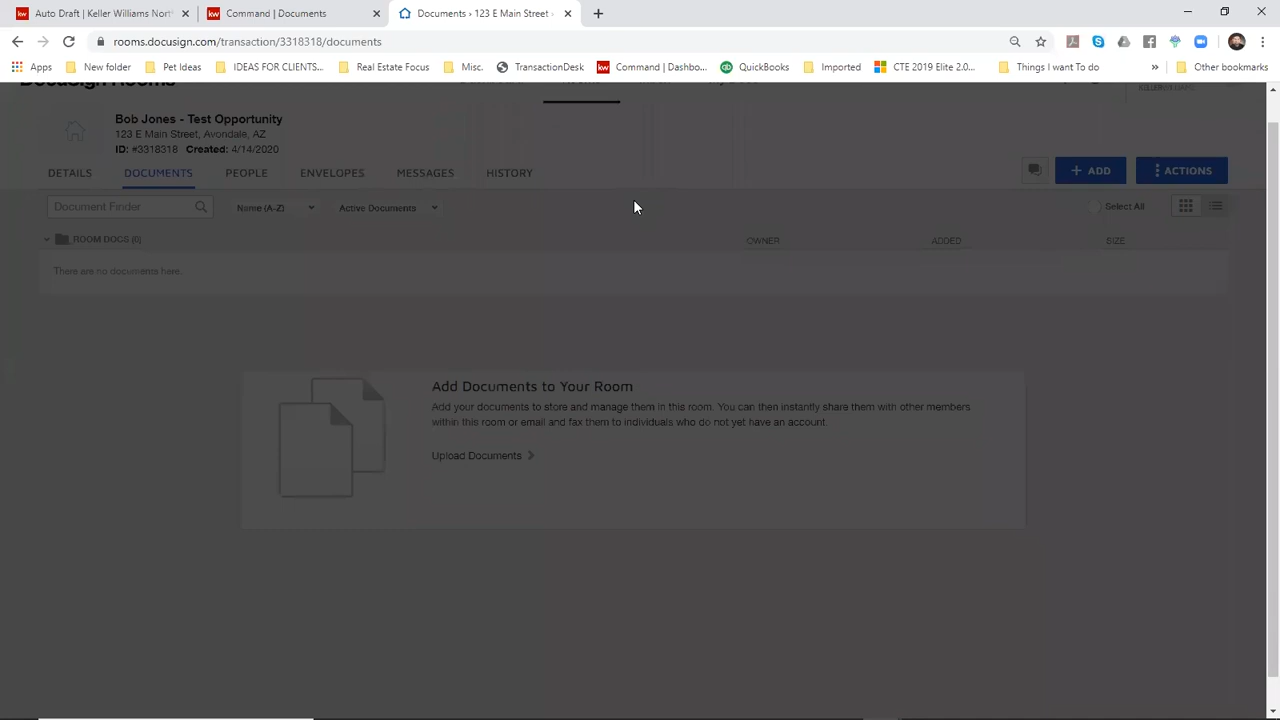 Auto Draft | Keller Williams Nort
Command | Documents
Documents › 123 E Main Street -
rooms.docusign.com/transaction/3318318/documents
Apps
New folder
Pet Ideas
IDEAS FOR CLIENTS...
Real Estate Focus
Misc.
TransactionDesk
kw Command | Dashbo...
qb QuickBooks
Imported
CTE 2019 Elite 2.0...
Things I want To do
»
Other bookmarks
DocuSign Rooms
Bob Jones - Test Opportunity
123 E Main Street, Avondale, AZ
ID: #3318318 Created: 4/14/2020
DETAILS
DOCUMENTS
PEOPLE
ENVELOPES
MESSAGES
HISTORY
+ ADD
ACTIONS
Document Finder
Name (A-Z)
Active Documents
Select All
ROOM DOCS (0)
OWNER
ADDED
SIZE
There are no documents here.
Add Documents to Your Room
Add your documents to store and manage them in this room. You can then instantly share them with other members
within this room or email and fax them to individuals who do not yet have an account.
Upload Documents